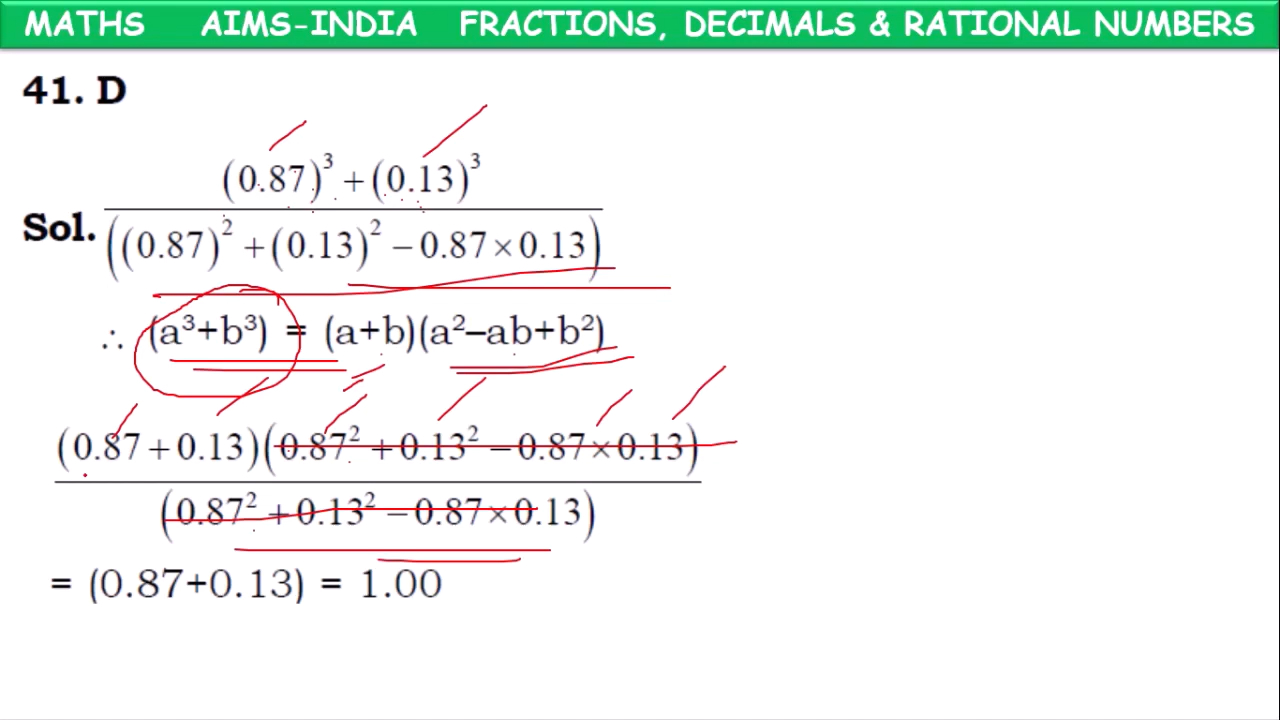 MATHS AIMS-INDIA FRACTIONS, DECIMALS & RATIONAL NUMBERS
41. D
(0.87)³ + (0.13)³
Sol.
((0.87)² + (0.13)² − 0.87 × 0.13)
∴ (a³+b³) = (a+b)(a²–ab+b²)
(0.87 + 0.13)(0.87² + 0.13² − 0.87 × 0.13)
(0.87² + 0.13² − 0.87 × 0.13)
= (0.87+0.13) = 1.00